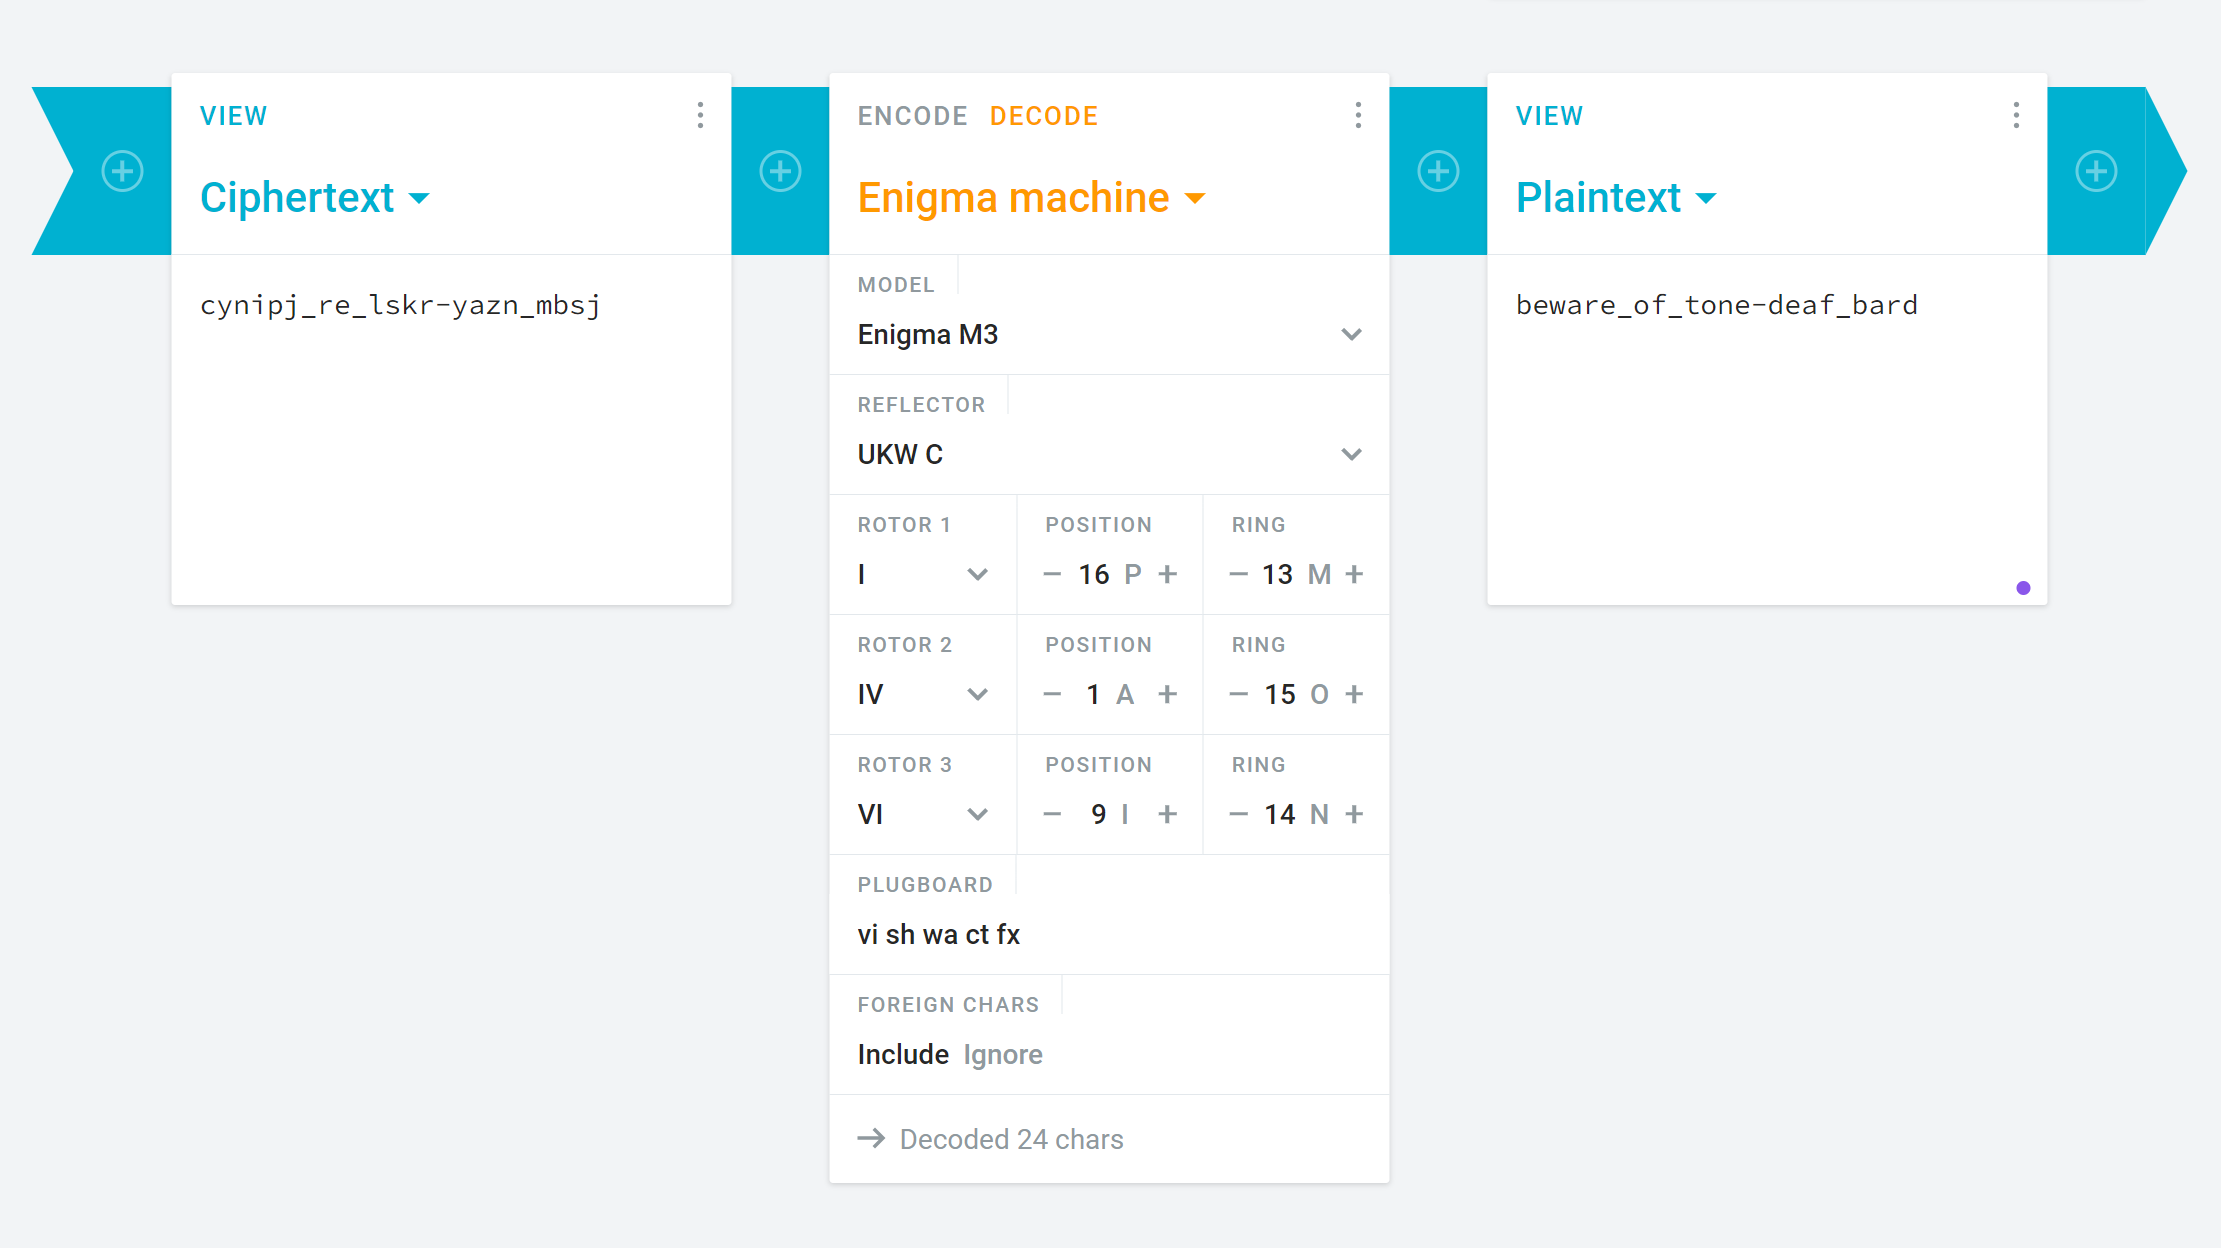 VIEW
Ciphertext
cynipj_re_lskr-yazn_mbsj
ENCODE DECODE
Enigma machine
MODEL
Enigma M3
REFLECTOR
UKW C
ROTOR 1 POSITION RING
I − 16 P + − 13 M +
ROTOR 2 POSITION RING
IV − 1 A + − 15 O +
ROTOR 3 POSITION RING
VI − 9 I + − 14 N +
PLUGBOARD
vi sh wa ct fx
FOREIGN CHARS
Include Ignore
→ Decoded 24 chars
VIEW
Plaintext
beware_of_tone-deaf_bard